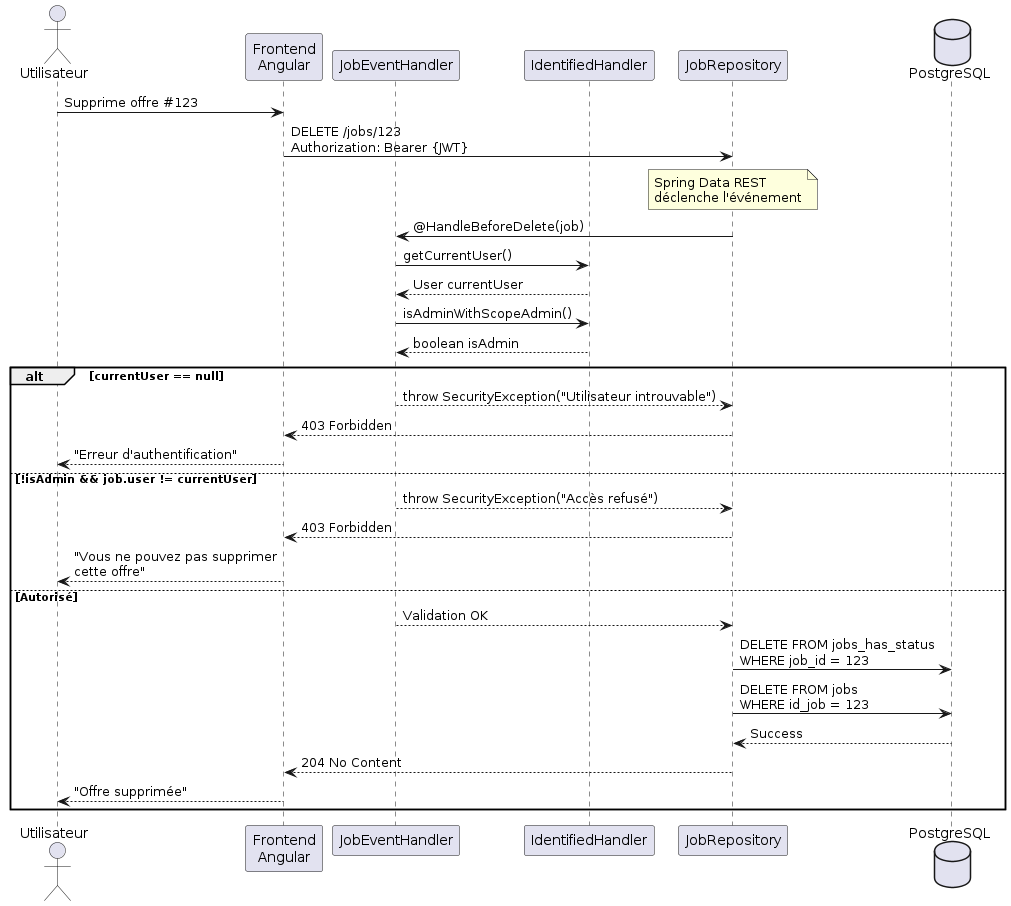 Utilisateur
Frontend
Angular
JobEventHandler
IdentifiedHandler
JobRepository
PostgreSQL
Supprime offre #123
DELETE /jobs/123
Authorization: Bearer {JWT}
Spring Data REST
déclenche l'événement
@HandleBeforeDelete(job)
getCurrentUser()
User currentUser
isAdminWithScopeAdmin()
boolean isAdmin
alt [currentUser == null]
throw SecurityException("Utilisateur introuvable")
403 Forbidden
"Erreur d'authentification"
[!isAdmin && job.user != currentUser]
throw SecurityException("Accès refusé")
403 Forbidden
"Vous ne pouvez pas supprimer
cette offre"
[Autorisé]
Validation OK
DELETE FROM jobs_has_status
WHERE job_id = 123
DELETE FROM jobs
WHERE id_job = 123
Success
204 No Content
"Offre supprimée"
Utilisateur
Frontend
Angular
JobEventHandler
IdentifiedHandler
JobRepository
PostgreSQL